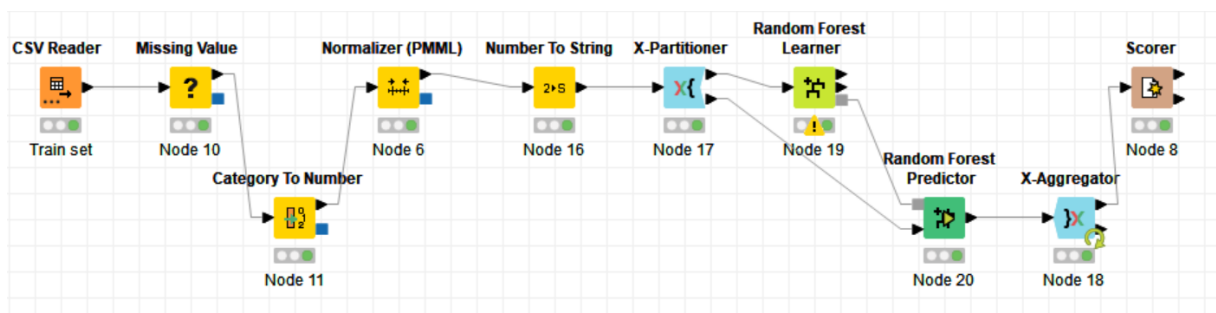 CSV Reader
Train set
Missing Value
?
Node 10
Category To Number
Node 11
Normalizer (PMML)
Node 6
Number To String
2▸S
Node 16
X-Partitioner
X{
Node 17
Random Forest
Learner
!
Node 19
Random Forest
Predictor
Node 20
X-Aggregator
}X
Node 18
Scorer
Node 8